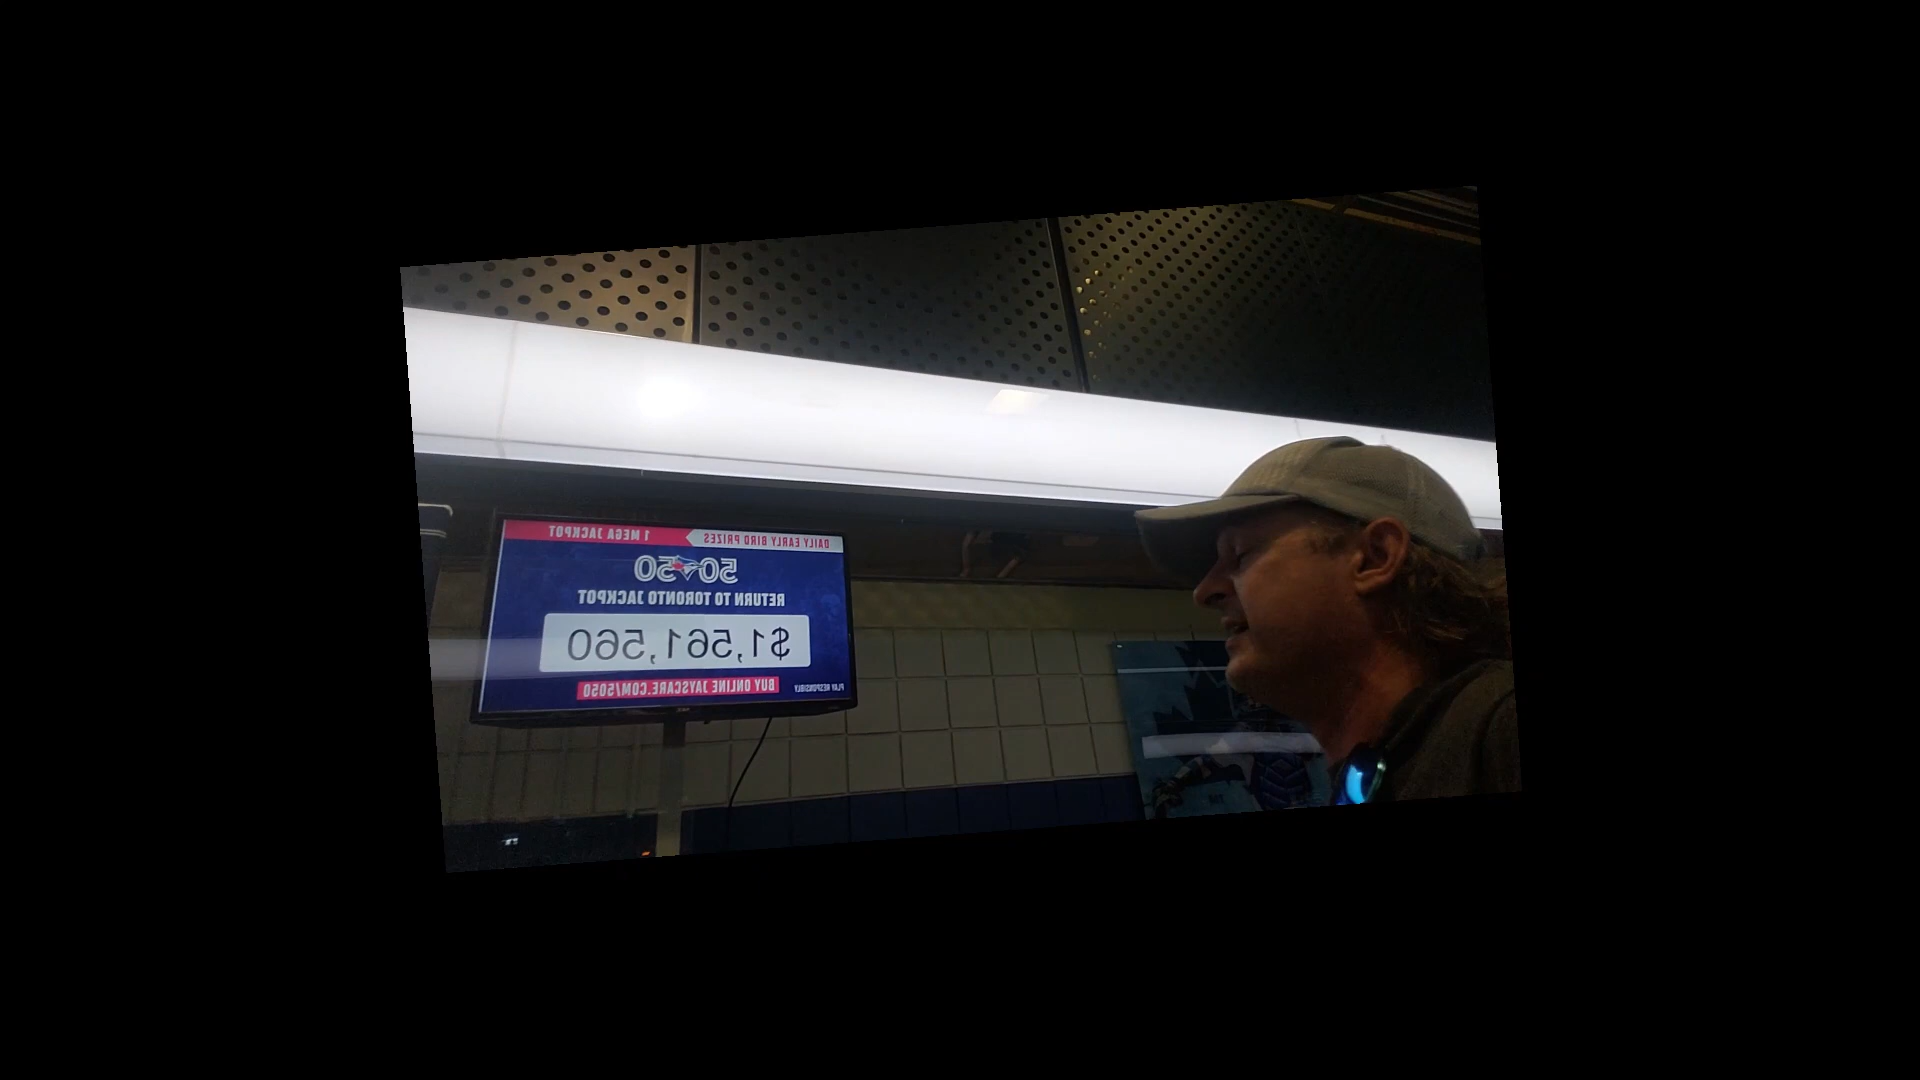 DAILY EARLY BIRD PRIZES 1 MEGA JACKPOT
50 50
RETURN TO TORONTO JACKPOT
$1,561,560
PLAY RESPONSIBLY BUY ONLINE JAYSCARE.COM/5050